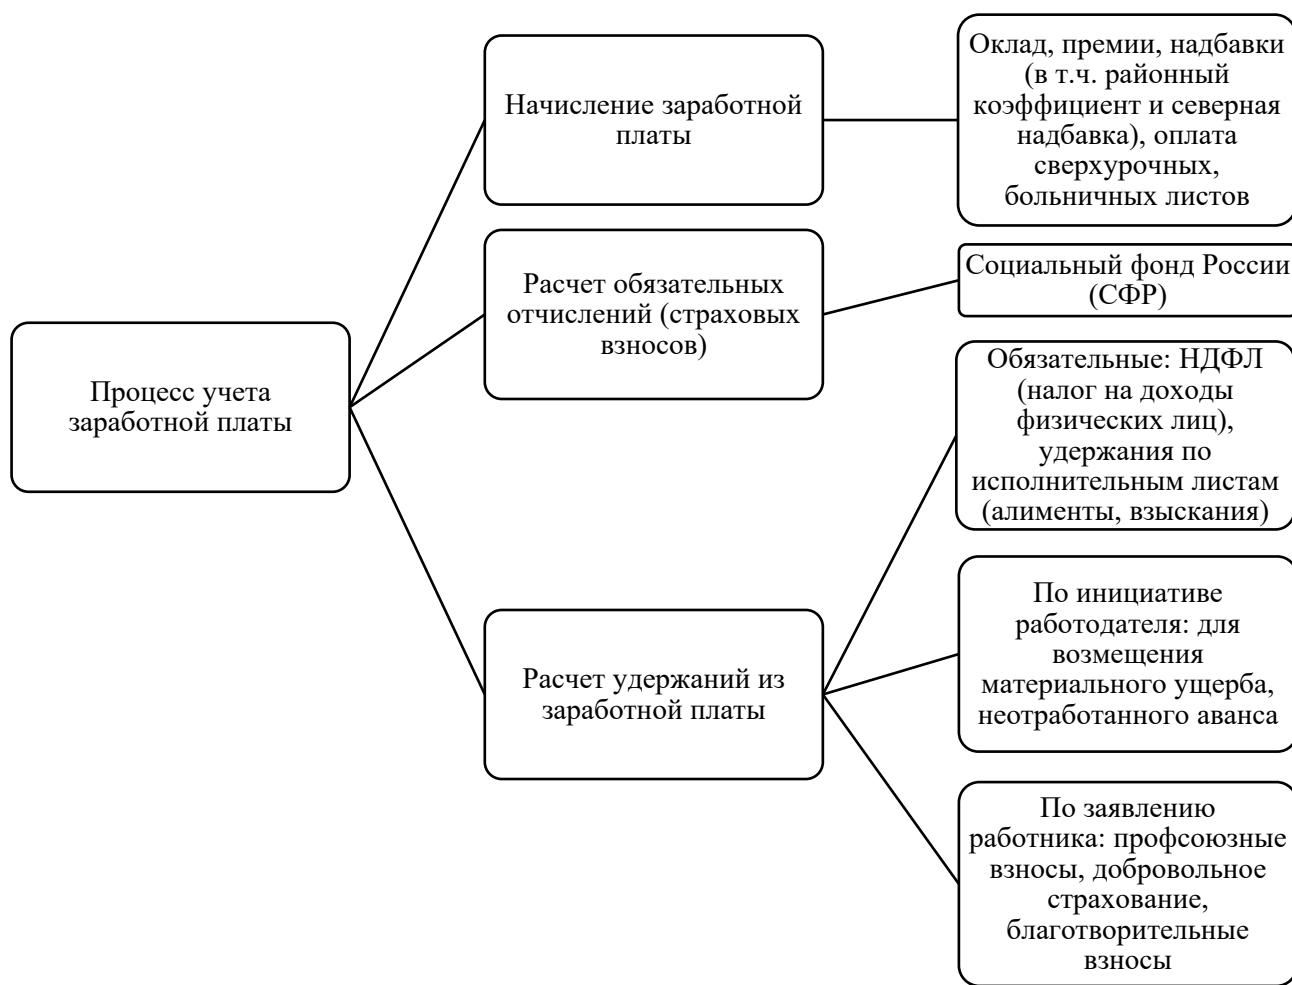 Процесс учета
заработной платы
Начисление заработной
платы
Оклад, премии, надбавки
(в т.ч. районный
коэффициент и северная
надбавка), оплата
сверхурочных,
больничных листов
Расчет обязательных
отчислений (страховых
взносов)
Социальный фонд России
(СФР)
Расчет удержаний из
заработной платы
Обязательные: НДФЛ
(налог на доходы
физических лиц),
удержания по
исполнительным листам
(алименты, взыскания)
По инициативе
работодателя: для
возмещения
материального ущерба,
неотработанного аванса
По заявлению
работника: профсоюзные
взносы, добровольное
страхование,
благотворительные
взносы